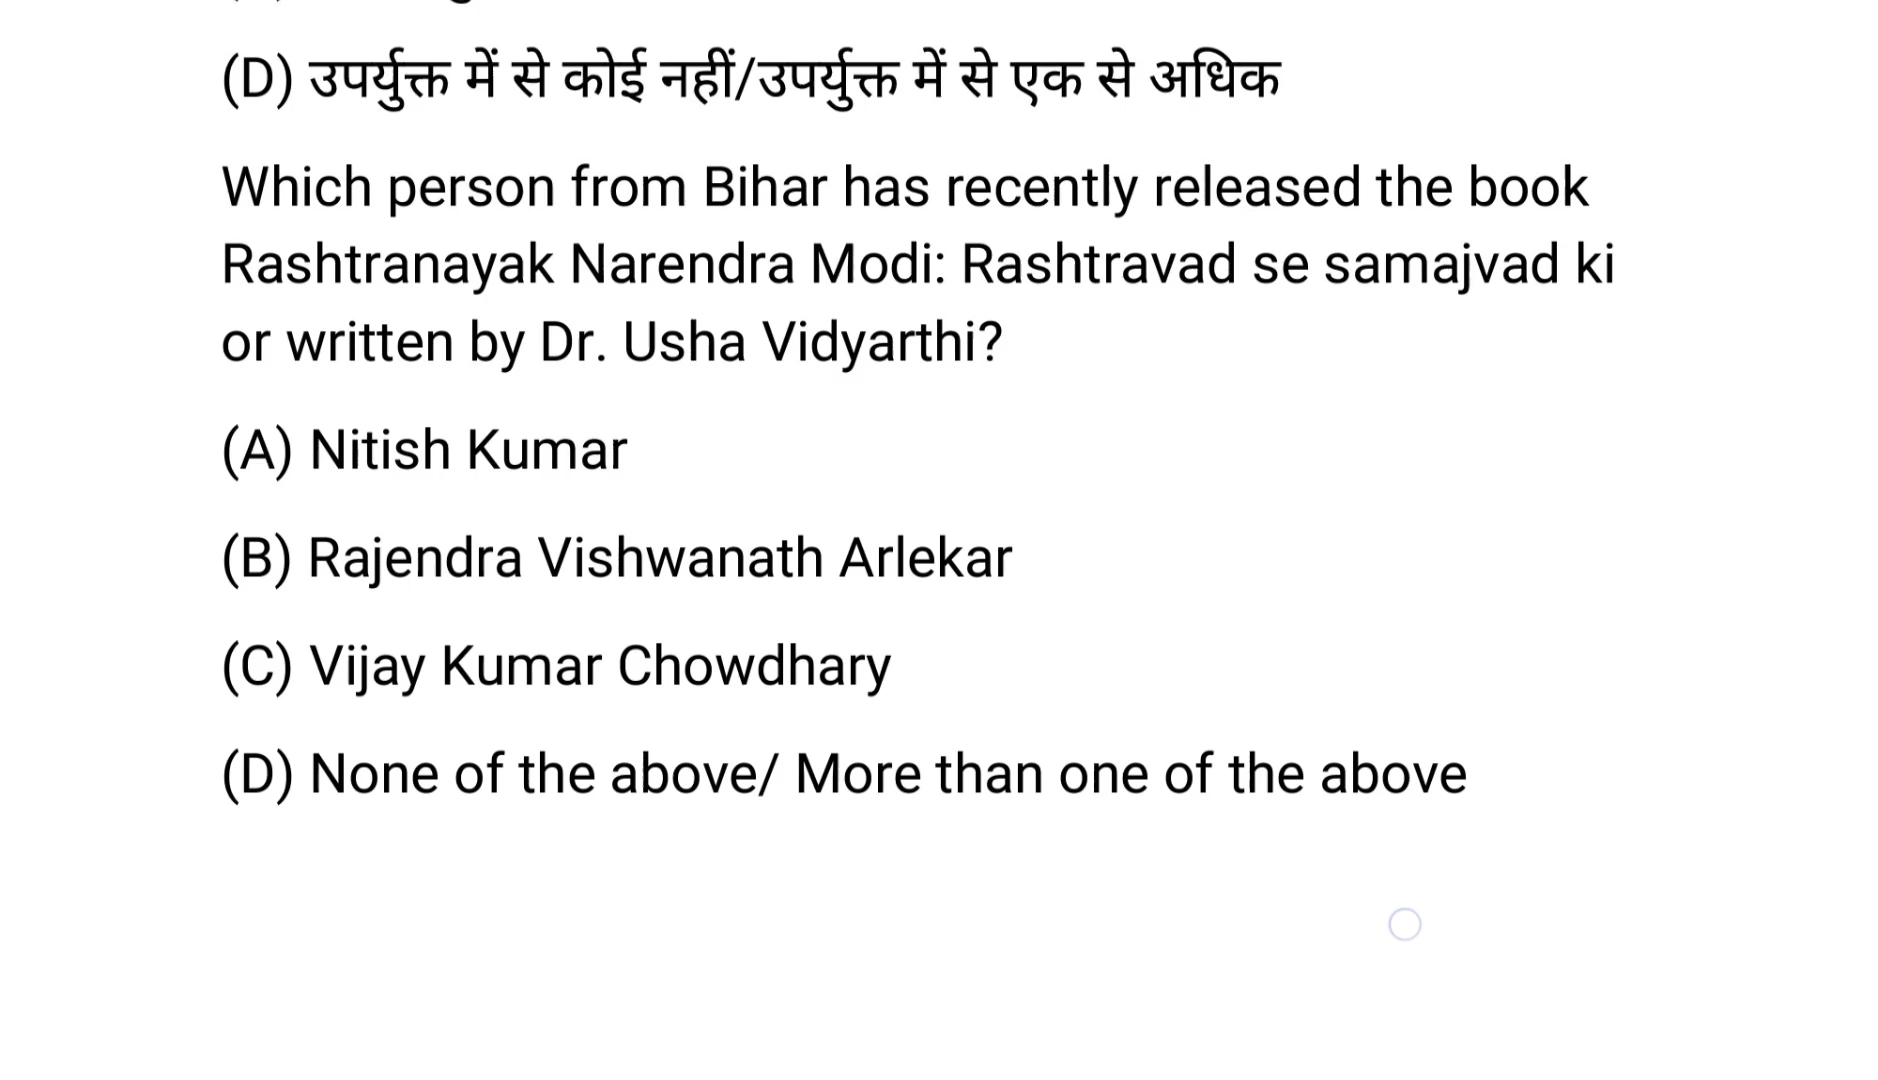 (D) उपर्युक्त में से कोई नहीं/उपर्युक्त में से एक से अधिक
Which person from Bihar has recently released the book
Rashtranayak Narendra Modi: Rashtravad se samajvad ki
or written by Dr. Usha Vidyarthi?
(A) Nitish Kumar
(B) Rajendra Vishwanath Arlekar
(C) Vijay Kumar Chowdhary
(D) None of the above/ More than one of the above